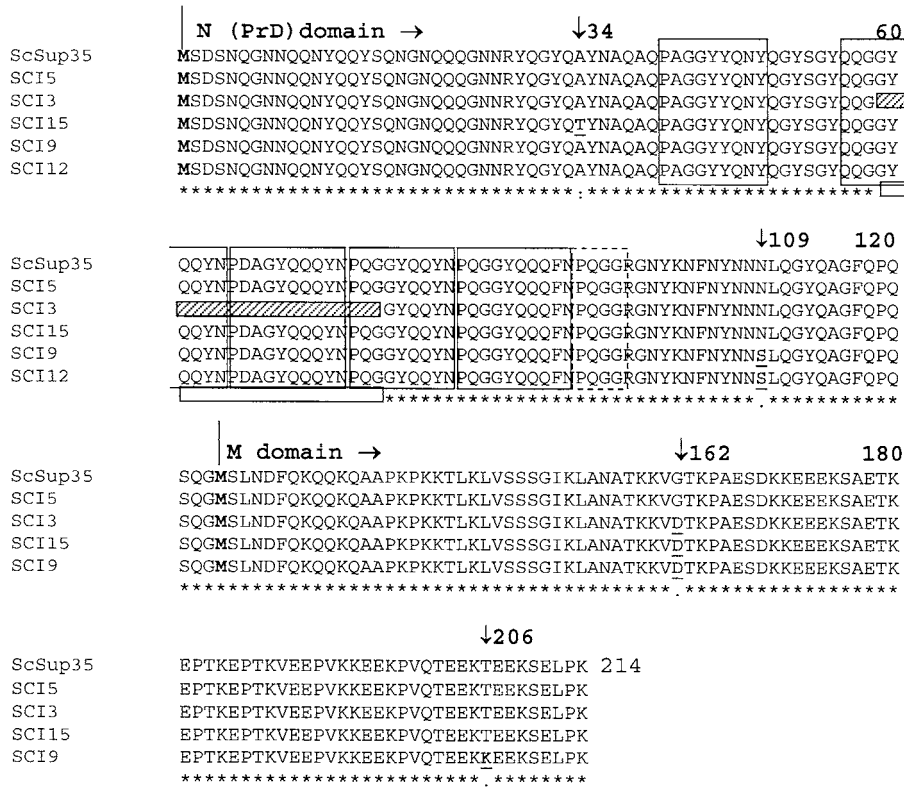 N (PrD) domain → ↓34 60
ScSup35 MSDSNQGNNQQNYQQYSQNGNQQQGNNRYQGYQAYNAQAQPAGGYYQNYQGYSGYQQGGY
SCI5 MSDSNQGNNQQNYQQYSQNGNQQQGNNRYQGYQAYNAQAQPAGGYYQNYQGYSGYQQGGY
SCI3 MSDSNQGNNQQNYQQYSQNGNQQQGNNRYQGYQAYNAQAQPAGGYYQNYQGYSGYQQG
SCI15 MSDSNQGNNQQNYQQYSQNGNQQQGNNRYQGYQTYNAQAQPAGGYYQNYQGYSGYQQGGY
SCI9 MSDSNQGNNQQNYQQYSQNGNQQQGNNRYQGYQAYNAQAQPAGGYYQNYQGYSGYQQGGY
SCI12 MSDSNQGNNQQNYQQYSQNGNQQQGNNRYQGYQAYNAQAQPAGGYYQNYQGYSGYQQGGY
*********************************:************************
↓109 120
ScSup35 QQYNPDAGYQQQYNPQGGYQQYNPQGGYQQQFNPQGGRGNYKNFNYNNNLQGYQAGFQPQ
SCI5 QQYNPDAGYQQQYNPQGGYQQYNPQGGYQQQFNPQGGRGNYKNFNYNNNLQGYQAGFQPQ
SCI3 GYQQYNPQGGYQQQFNPQGGRGNYKNFNYNNNLQGYQAGFQPQ
SCI15 QQYNPDAGYQQQYNPQGGYQQYNPQGGYQQQFNPQGGRGNYKNFNYNNNLQGYQAGFQPQ
SCI9 QQYNPDAGYQQQYNPQGGYQQYNPQGGYQQQFNPQGGRGNYKNFNYNNSLQGYQAGFQPQ
SCI12 QQYNPDAGYQQQYNPQGGYQQYNPQGGYQQQFNPQGGRGNYKNFNYNNSLQGYQAGFQPQ
*******************************.***********
M domain → ↓162 180
ScSup35 SQGMSLNDFQKQQKQAAPKPKKTLKLVSSSGIKLANATKKVGTKPAESDKKEEEKSAETK
SCI5 SQGMSLNDFQKQQKQAAPKPKKTLKLVSSSGIKLANATKKVGTKPAESDKKEEEKSAETK
SCI3 SQGMSLNDFQKQQKQAAPKPKKTLKLVSSSGIKLANATKKVDTKPAESDKKEEEKSAETK
SCI15 SQGMSLNDFQKQQKQAAPKPKKTLKLVSSSGIKLANATKKVDTKPAESDKKEEEKSAETK
SCI9 SQGMSLNDFQKQQKQAAPKPKKTLKLVSSSGIKLANATKKVDTKPAESDKKEEEKSAETK
*****************************************.******************
↓206
ScSup35 EPTKEPTKVEEPVKKEEKPVQTEEKTEEKSELPK 214
SCI5 EPTKEPTKVEEPVKKEEKPVQTEEKTEEKSELPK
SCI3 EPTKEPTKVEEPVKKEEKPVQTEEKTEEKSELPK
SCI15 EPTKEPTKVEEPVKKEEKPVQTEEKTEEKSELPK
SCI9 EPTKEPTKVEEPVKKEEKPVQTEEKKEEKSELPK
*************************.********